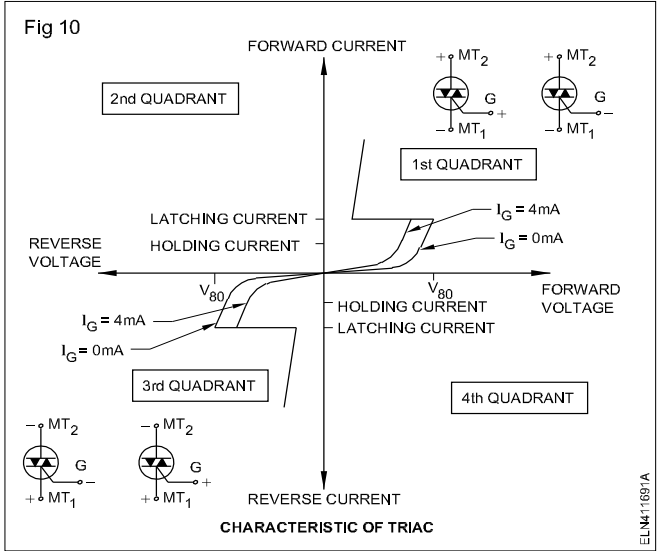 Fig 10
FORWARD CURRENT
2nd QUADRANT
+ MT2
G
+
- MT1
+ MT2
G
-
- MT1
1st QUADRANT
LATCHING CURRENT
HOLDING CURRENT
IG = 4mA
IG = 0mA
REVERSE
VOLTAGE
V80
V80
FORWARD
VOLTAGE
HOLDING CURRENT
LATCHING CURRENT
IG = 4mA
IG = 0mA
3rd QUADRANT
4th QUADRANT
- MT2
G
-
+ MT1
- MT2
G
+
+ MT1
REVERSE CURRENT
CHARACTERISTIC OF TRIAC
ELN411691A